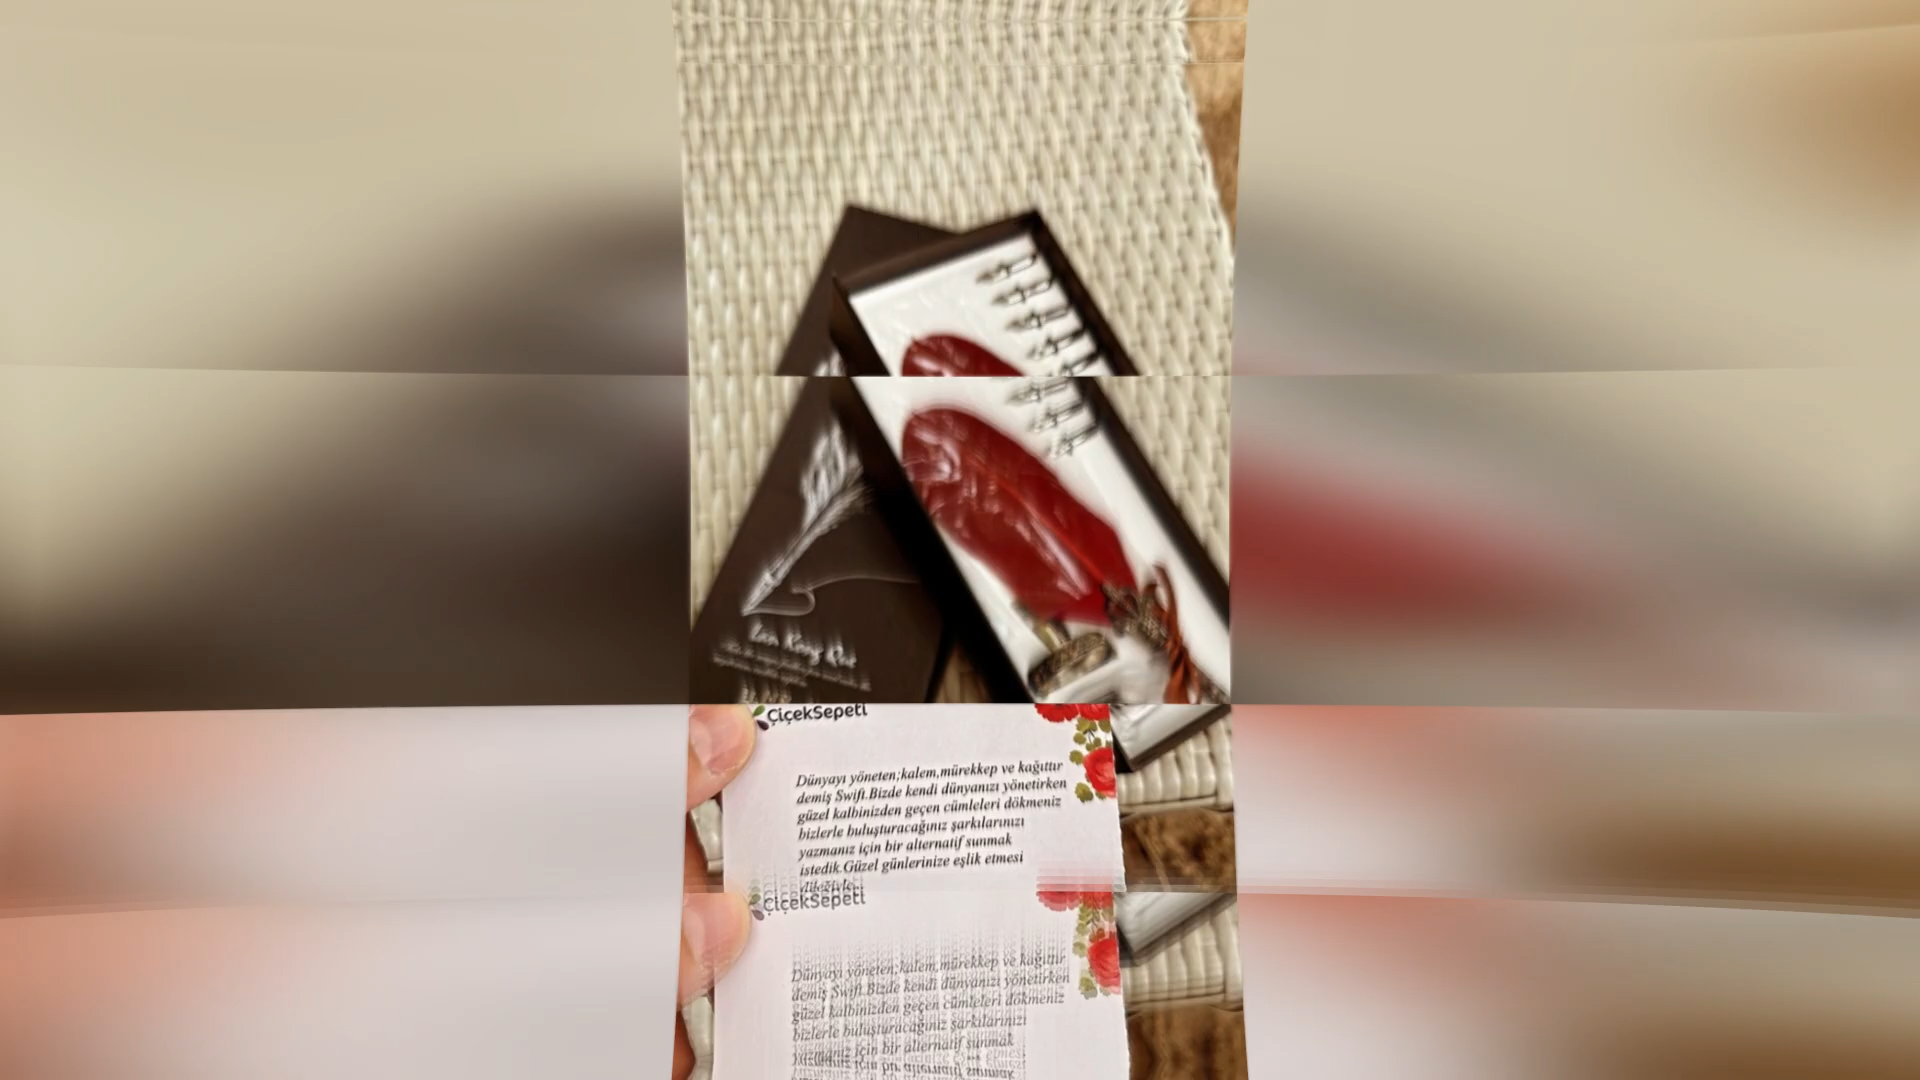 ÇiçekSepeti
Dünyayı yöneten;kalem,mürekkep ve kağıttır
demiş Swift.Bizde kendi dünyanızı yönetirken
güzel kalbinizden geçen cümleleri dökmeniz
bizlerle buluşturacağınız şarkılarınızı
yazmanız için bir alternatif sunmak
istedik.Güzel günlerinize eşlik etmesi
dileğiyle..
ÇiçekSepeti
Dünyayı yöneten;kalem,mürekkep ve kağıttır
demiş Swift.Bizde kendi dünyanızı yönetirken
güzel kalbinizden geçen cümleleri dökmeniz
bizlerle buluşturacağınız şarkılarınızı
yazmanız için bir alternatif sunmak